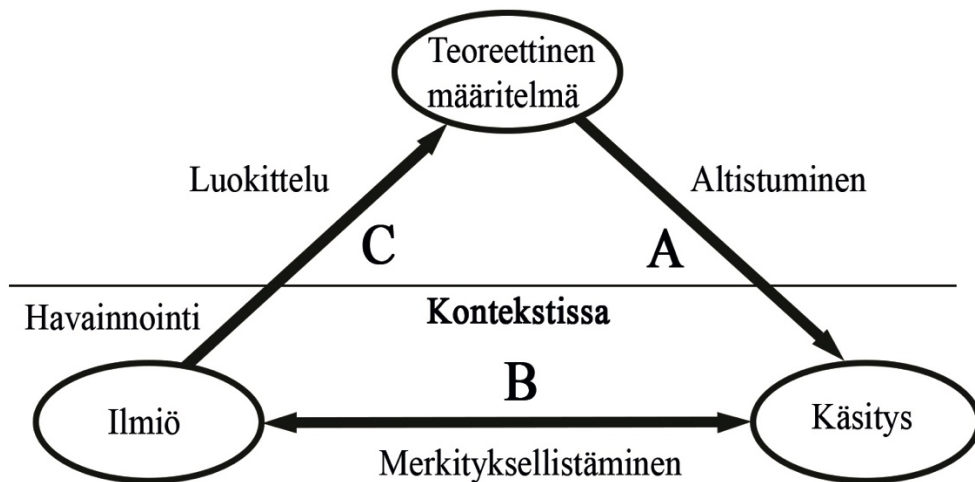 Teoreettinen
määritelmä
Luokittelu
Altistuminen
C
A
Havainnointi
Kontekstissa
B
Ilmiö
Käsitys
Merkityksellistäminen